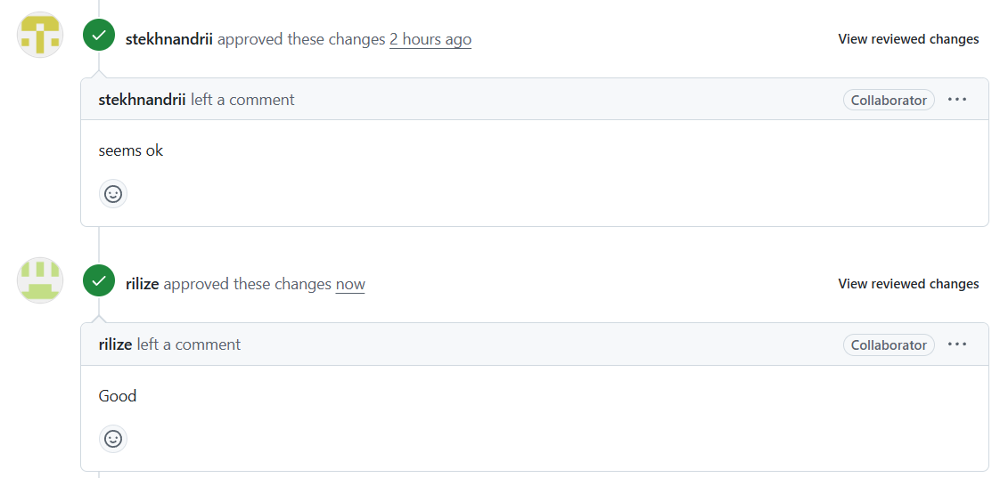 stekhnandrii approved these changes 2 hours ago View reviewed changes
stekhnandrii left a comment Collaborator
seems ok
rilize approved these changes now View reviewed changes
rilize left a comment Collaborator
Good